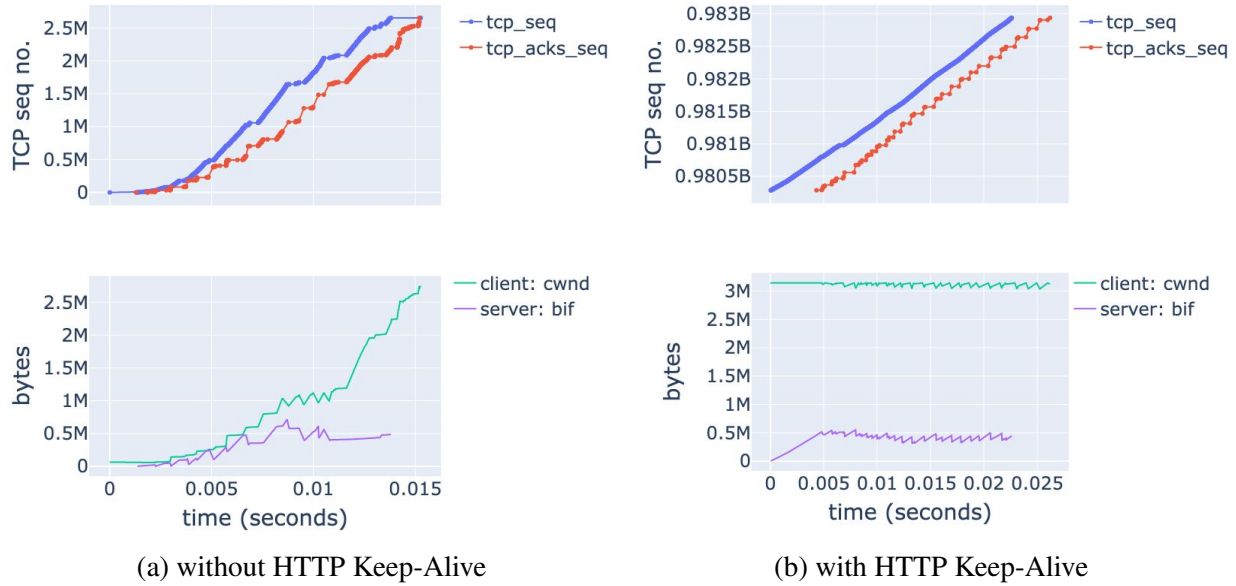 TCP seq no.
2.5M
2M
1.5M
1M
0.5M
0
tcp_seq
tcp_acks_seq
bytes
2.5M
2M
1.5M
1M
0.5M
0
client: cwnd
server: bif
0 0.005 0.01 0.015
time (seconds)
(a) without HTTP Keep-Alive
TCP seq no.
0.983B
0.9825B
0.982B
0.9815B
0.981B
0.9805B
tcp_seq
tcp_acks_seq
bytes
3M
2.5M
2M
1.5M
1M
0.5M
0
client: cwnd
server: bif
0 0.005 0.01 0.015 0.02 0.025
time (seconds)
(b) with HTTP Keep-Alive